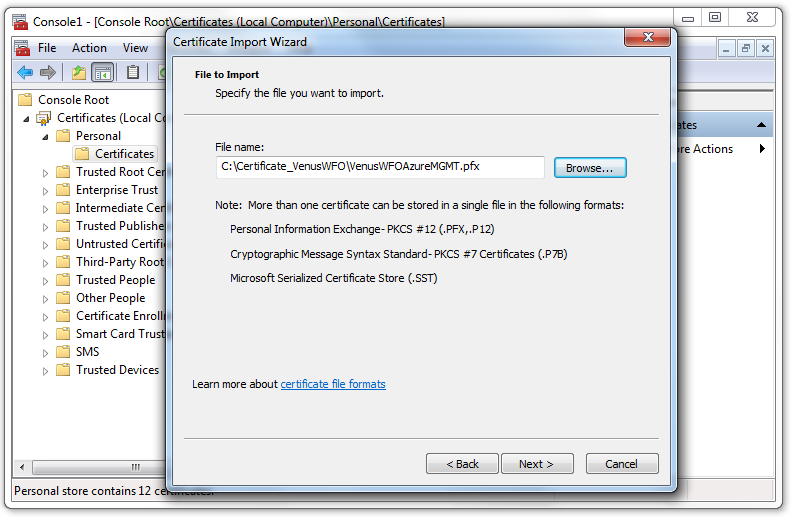 Console1 - [Console Root\Certificates (Local Computer)\Personal\Certificates]
File Action View
Certificate Import Wizard
File to Import
Specify the file you want to import.
File name:
C:\Certificate_VenusWFO\VenusWFOAzureMGMT.pfx
Browse...
Note: More than one certificate can be stored in a single file in the following formats:
Personal Information Exchange- PKCS #12 (.PFX,.P12)
Cryptographic Message Syntax Standard- PKCS #7 Certificates (.P7B)
Microsoft Serialized Certificate Store (.SST)
Learn more about certificate file formats
< Back
Next >
Cancel
Console Root
Certificates (Local Co
Personal
Certificates
Trusted Root Cer
Enterprise Trust
Intermediate Cer
Trusted Publishe
Untrusted Certific
Third-Party Root
Trusted People
Other People
Certificate Enrolln
Smart Card Trust
SMS
Trusted Devices
ates
re Actions
Personal store contains 12 certificates.